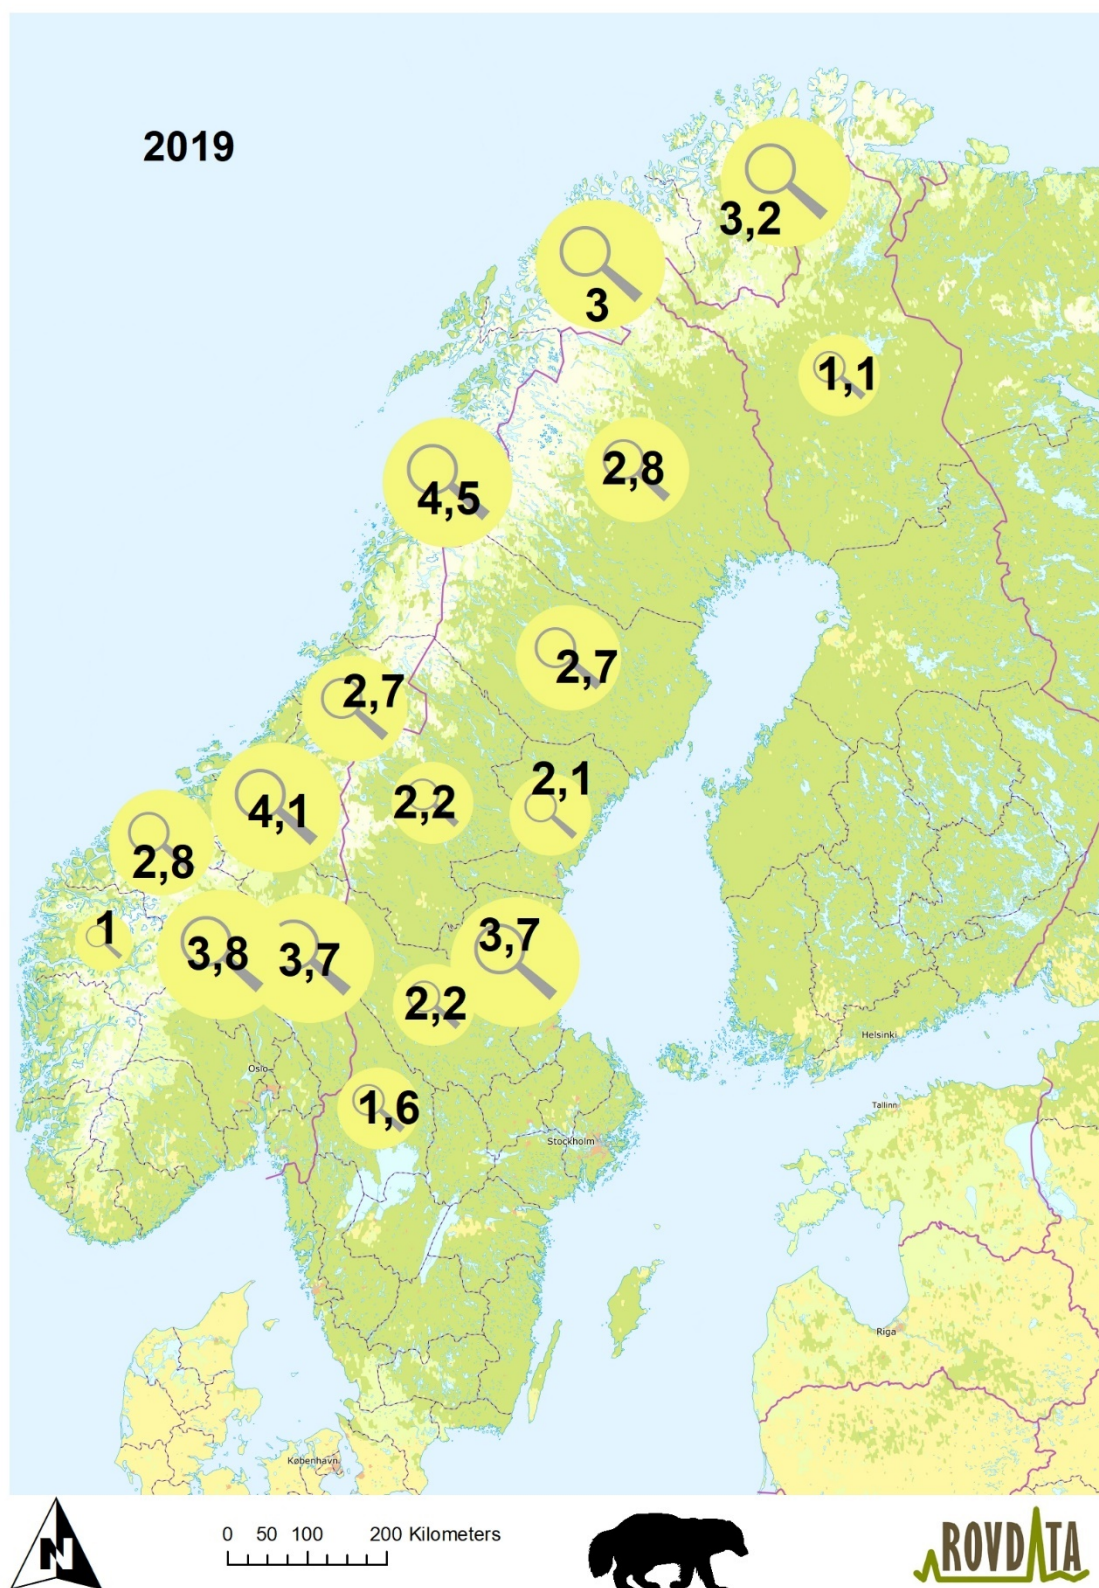 2019
3,2
3
1,1
2,8
4,5
2,7
2,7
2,1
2,2
4,1
2,8
1
3,8
3,7
3,7
2,2
1,6
Helsinki
Oslo
Tallinn
Stockholm
Riga
København
N
0 50 100 200 Kilometers
ROVDATA